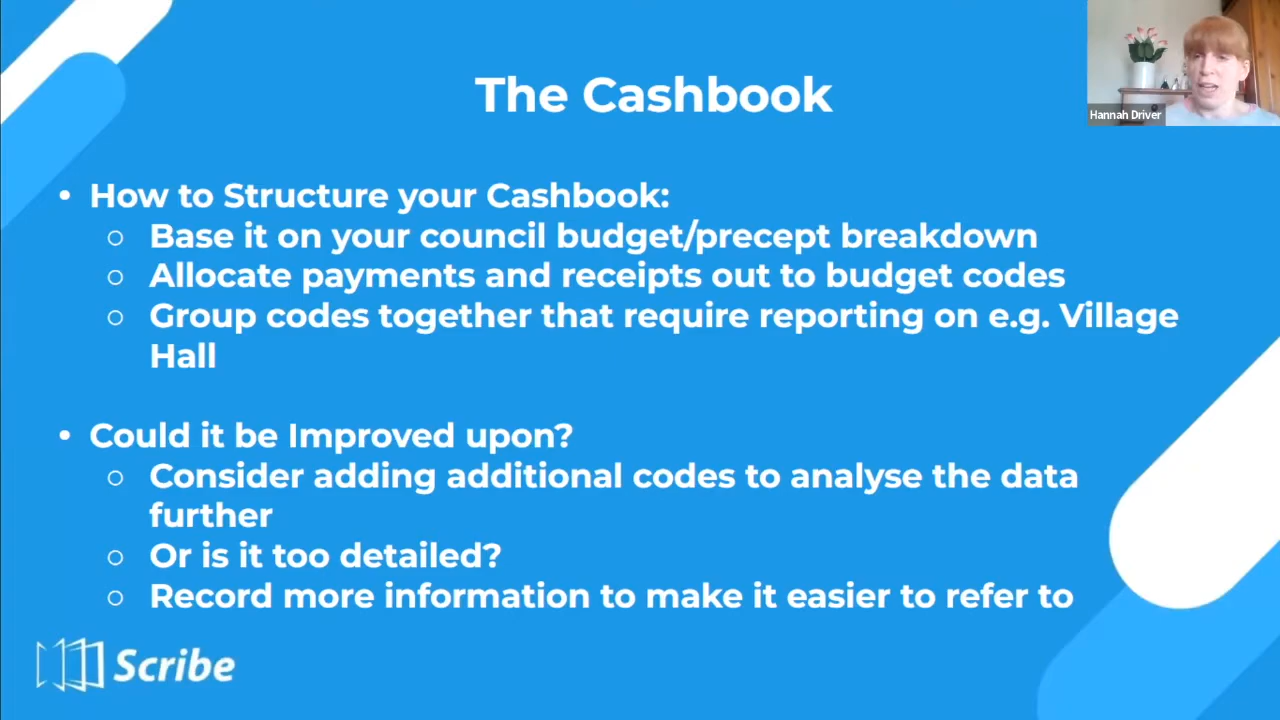 The Cashbook
Hannah Driver
• How to Structure your Cashbook:
○ Base it on your council budget/precept breakdown
○ Allocate payments and receipts out to budget codes
○ Group codes together that require reporting on e.g. Village
Hall
• Could it be Improved upon?
○ Consider adding additional codes to analyse the data
further
○ Or is it too detailed?
○ Record more information to make it easier to refer to
Scribe